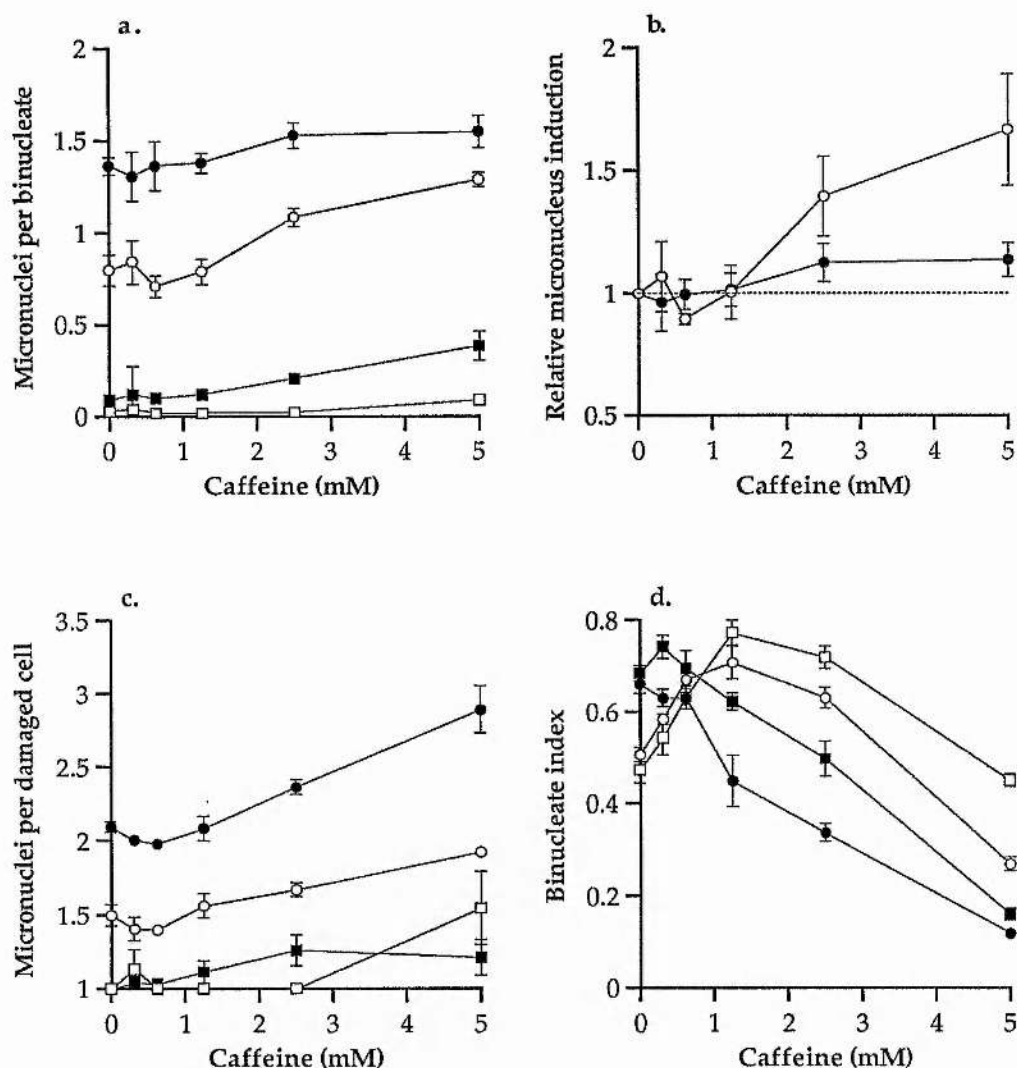 a.
Micronuclei per binucleate
2
1.5
1
0.5
0
0 1 2 3 4 5
Caffeine (mM)
b.
Relative micronucleus induction
2
1.5
1
0.5
0 1 2 3 4 5
Caffeine (mM)
c.
Micronuclei per damaged cell
3.5
3
2.5
2
1.5
1
0 1 2 3 4 5
Caffeine (mM)
d.
Binucleate index
0.8
0.6
0.4
0.2
0
0 1 2 3 4 5
Caffeine (mM)